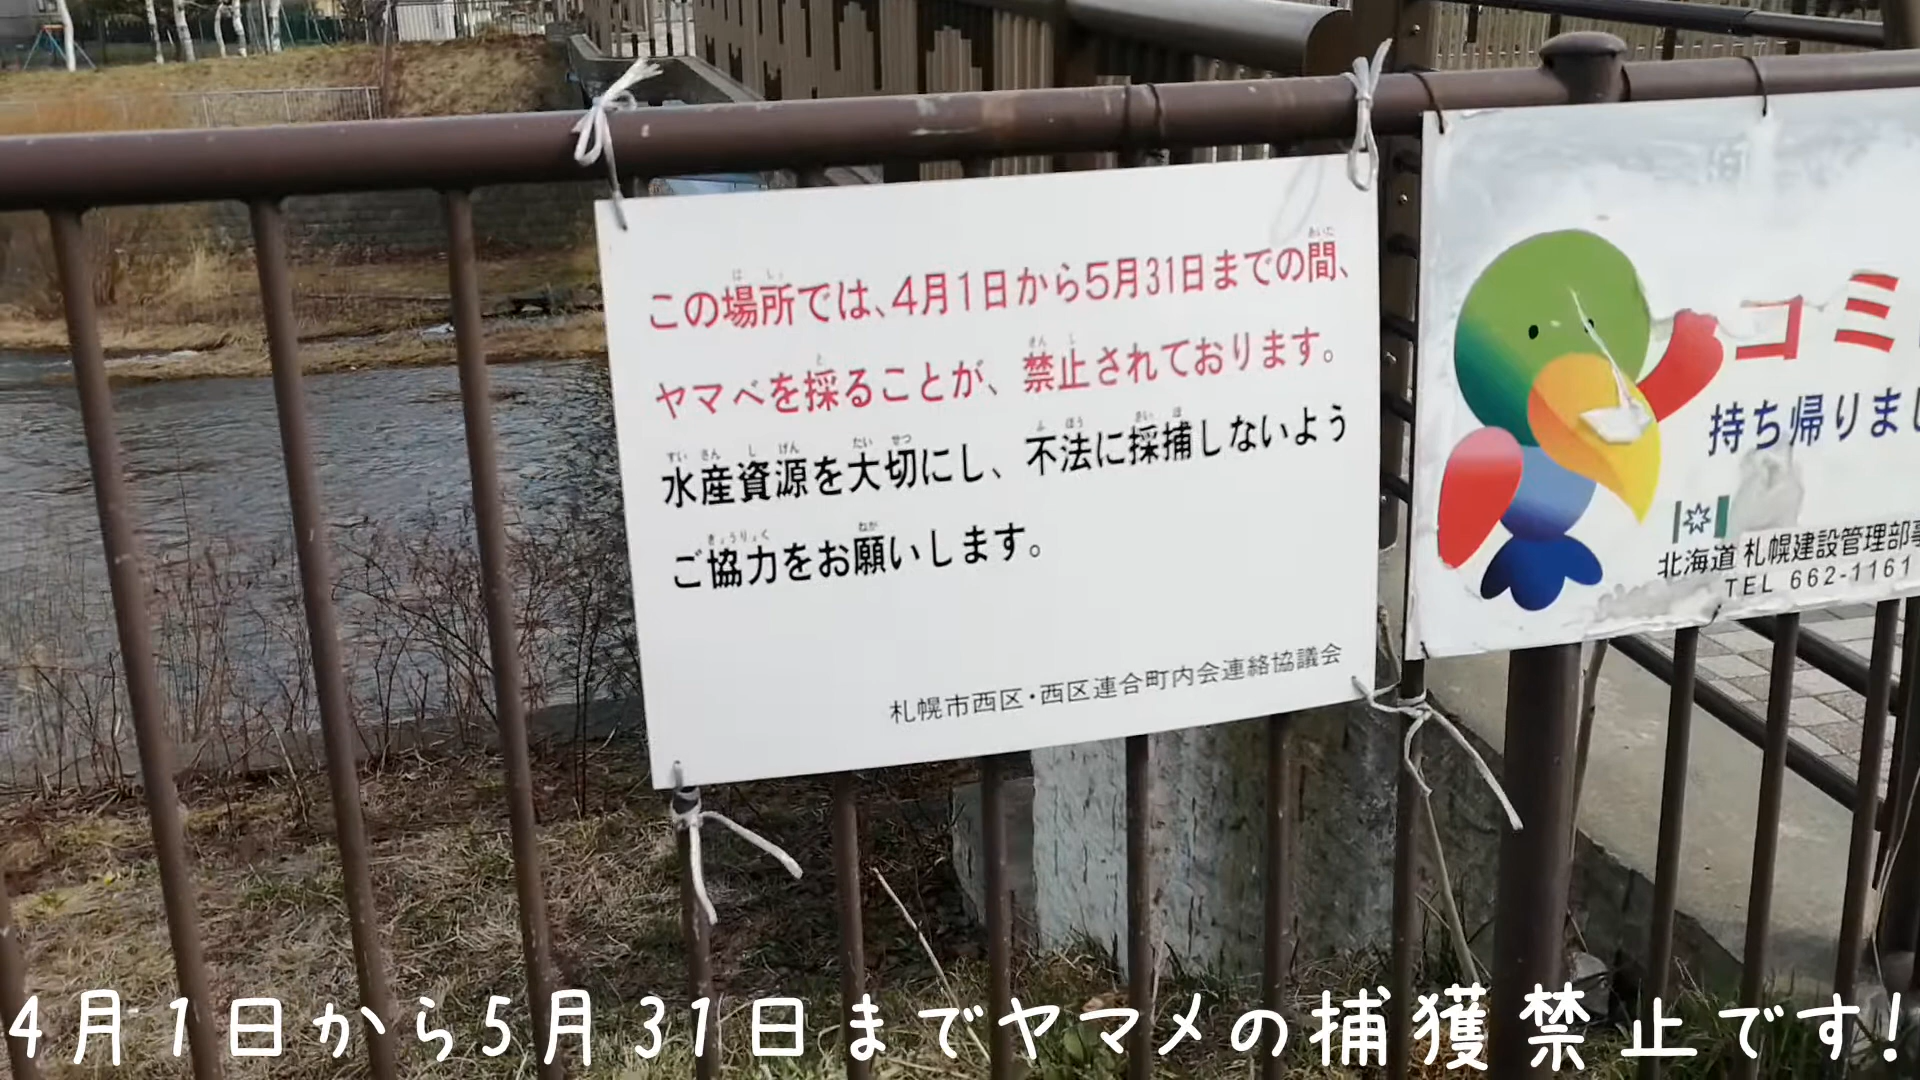 この場所では、4月1日から5月31日までの間、
ヤマベを採ることが、禁止されております。
水産資源を大切にし、不法に採捕しないよう
ご協力をお願いします。
札幌市西区・西区連合町内会連絡協議会
コミ
持ち帰りまし
北海道 札幌建設管理部事
TEL 662-1161
4月1日から5月31日までヤマメの捕獲禁止です!